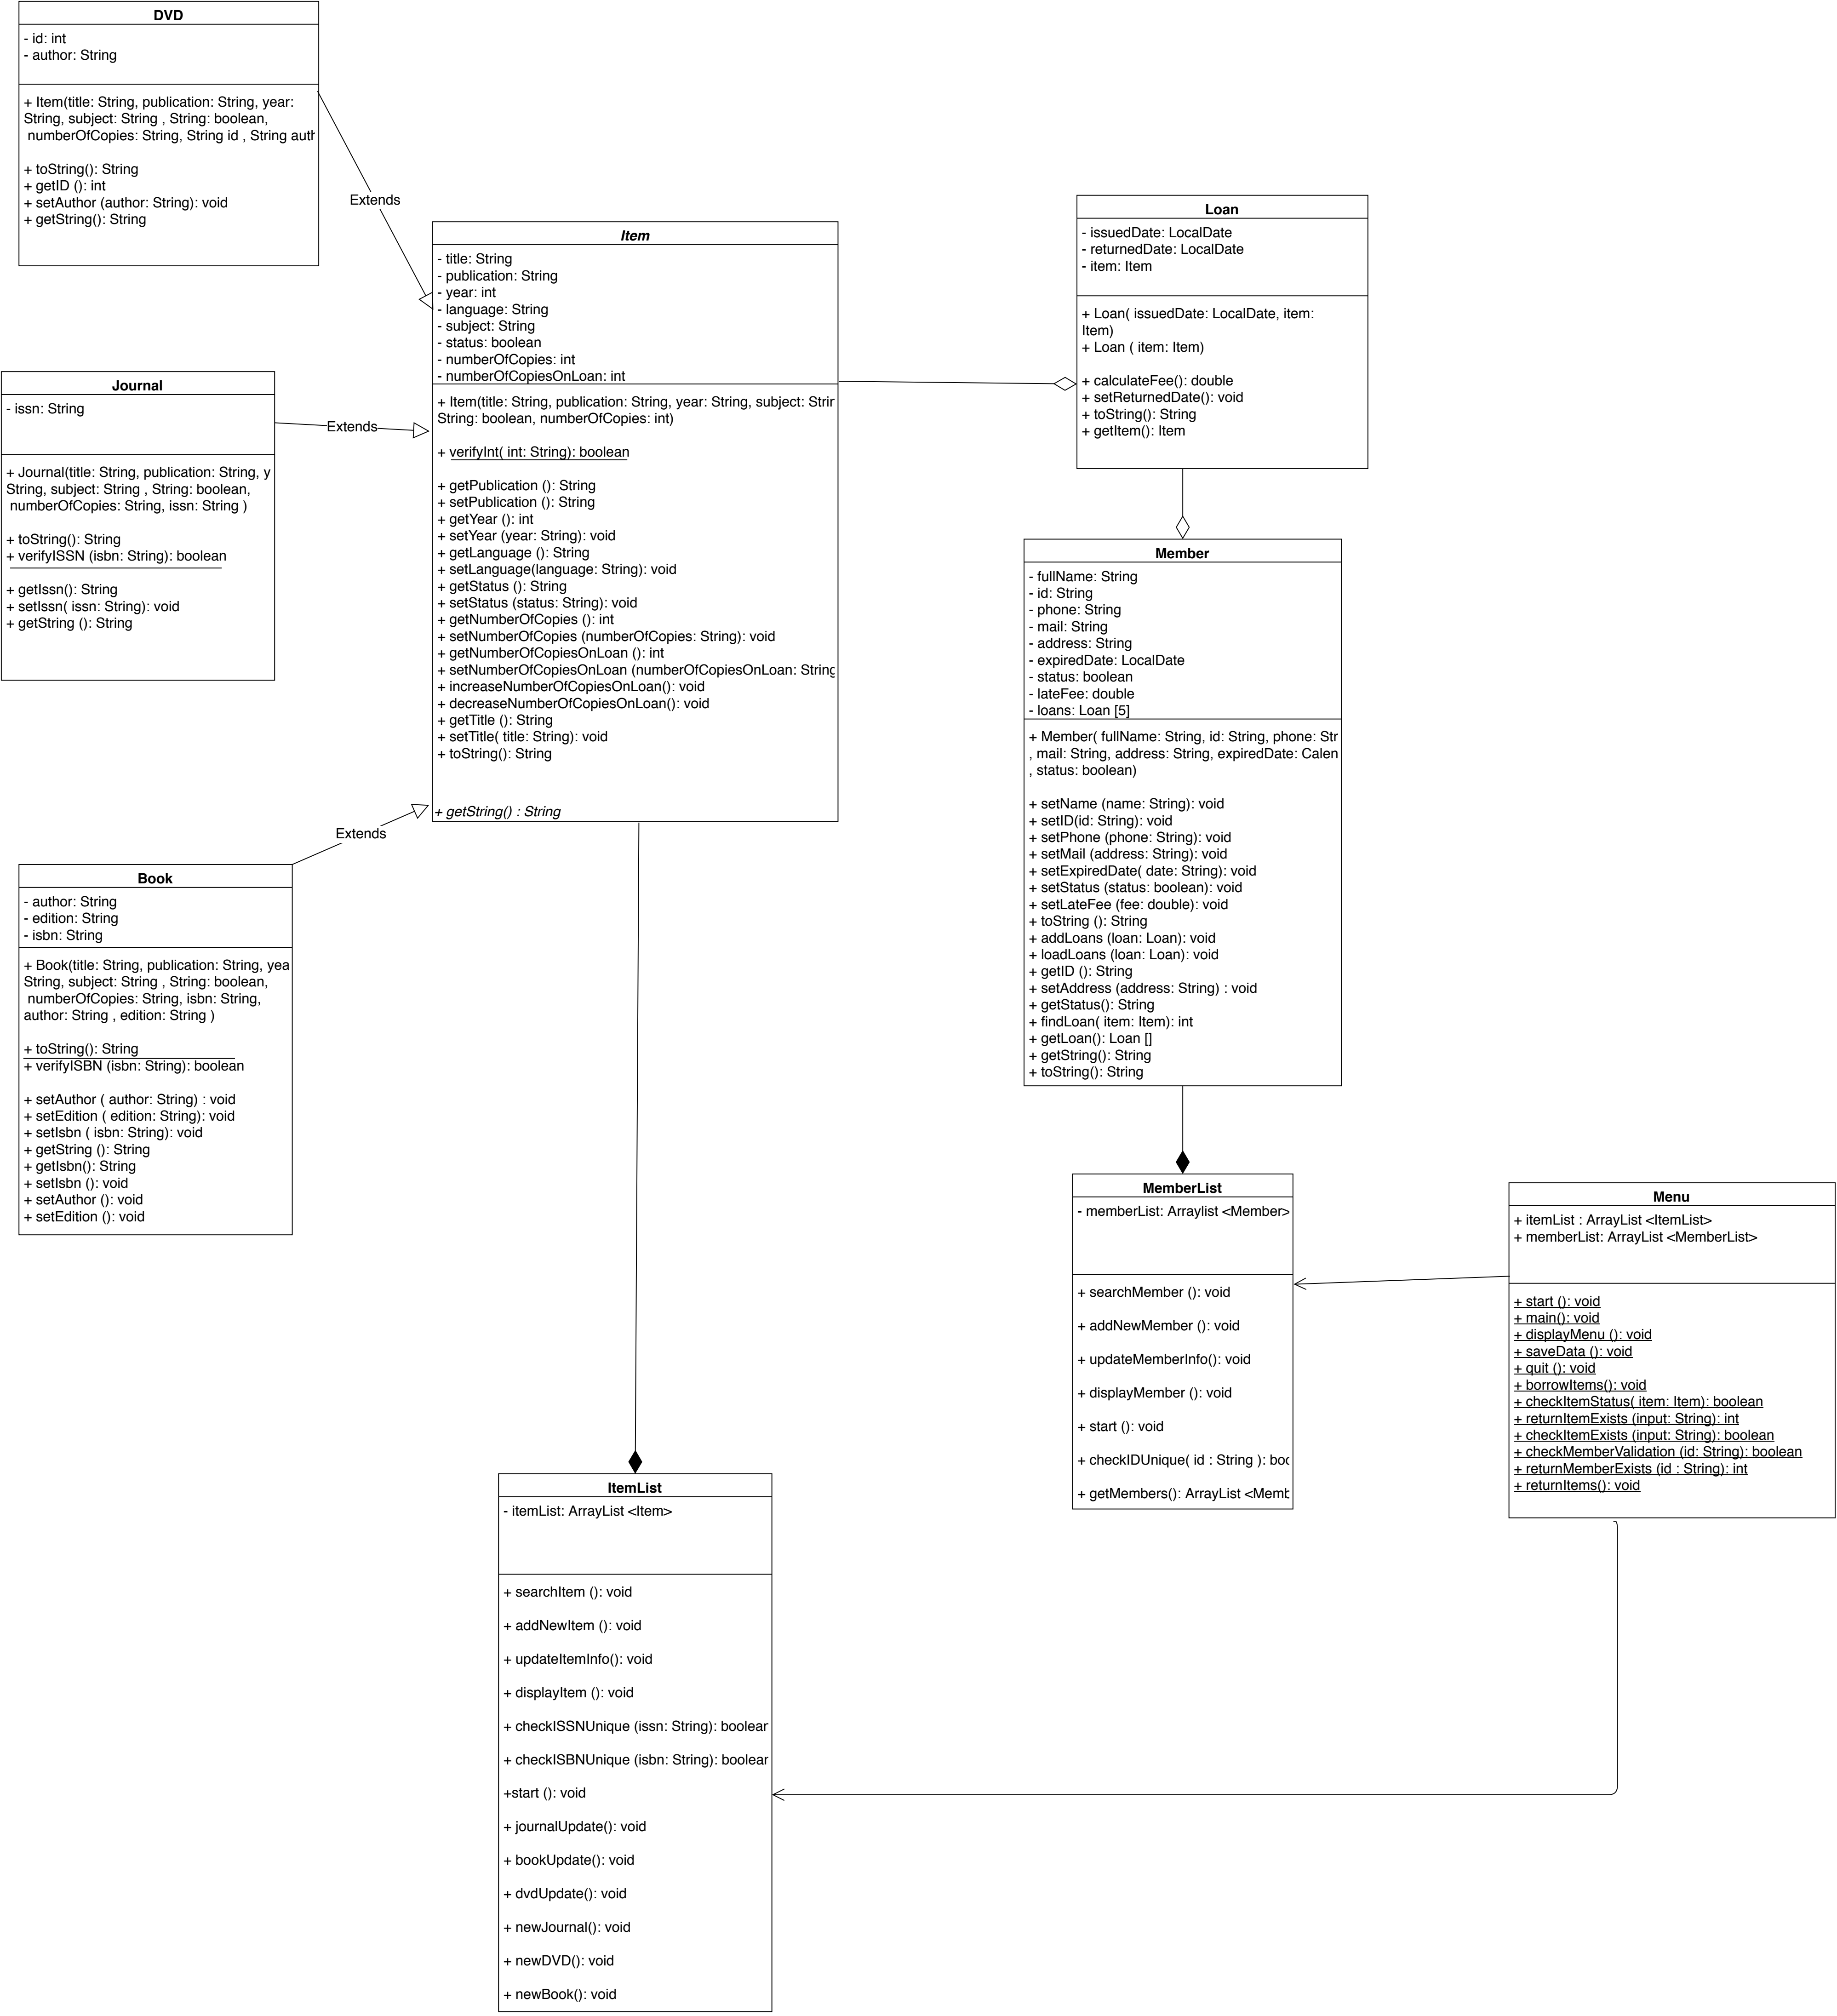 DVD
- id: int
- author: String
+ Item(title: String, publication: String, year:
String, subject: String , String: boolean,
numberOfCopies: String, String id , String auth
+ toString(): String
+ getID (): int
+ setAuthor (author: String): void
+ getString(): String
Extends
Journal
- issn: String
+ Journal(title: String, publication: String, y
String, subject: String , String: boolean,
numberOfCopies: String, issn: String )
+ toString(): String
+ verifyISSN (isbn: String): boolean
+ getIssn(): String
+ setIssn( issn: String): void
+ getString (): String
Extends
Book
- author: String
- edition: String
- isbn: String
+ Book(title: String, publication: String, yea
String, subject: String , String: boolean,
numberOfCopies: String, isbn: String,
author: String , edition: String )
+ toString(): String
+ verifyISBN (isbn: String): boolean
+ setAuthor ( author: String) : void
+ setEdition ( edition: String): void
+ setIsbn ( isbn: String): void
+ getString (): String
+ getIsbn(): String
+ setIsbn (): void
+ setAuthor (): void
+ setEdition (): void
Extends
Item
- title: String
- publication: String
- year: int
- language: String
- subject: String
- status: boolean
- numberOfCopies: int
- numberOfCopiesOnLoan: int
+ Item(title: String, publication: String, year: String, subject: Strin
String: boolean, numberOfCopies: int)
+ verifyInt( int: String): boolean
+ getPublication (): String
+ setPublication (): String
+ getYear (): int
+ setYear (year: String): void
+ getLanguage (): String
+ setLanguage(language: String): void
+ getStatus (): String
+ setStatus (status: String): void
+ getNumberOfCopies (): int
+ setNumberOfCopies (numberOfCopies: String): void
+ getNumberOfCopiesOnLoan (): int
+ setNumberOfCopiesOnLoan (numberOfCopiesOnLoan: String
+ increaseNumberOfCopiesOnLoan(): void
+ decreaseNumberOfCopiesOnLoan(): void
+ getTitle (): String
+ setTitle( title: String): void
+ toString(): String
+ getString() : String
Loan
- issuedDate: LocalDate
- returnedDate: LocalDate
- item: Item
+ Loan( issuedDate: LocalDate, item:
Item)
+ Loan ( item: Item)
+ calculateFee(): double
+ setReturnedDate(): void
+ toString(): String
+ getItem(): Item
Member
- fullName: String
- id: String
- phone: String
- mail: String
- address: String
- expiredDate: LocalDate
- status: boolean
- lateFee: double
- loans: Loan [5]
+ Member( fullName: String, id: String, phone: Str
, mail: String, address: String, expiredDate: Calen
, status: boolean)
+ setName (name: String): void
+ setID(id: String): void
+ setPhone (phone: String): void
+ setMail (address: String): void
+ setExpiredDate( date: String): void
+ setStatus (status: boolean): void
+ setLateFee (fee: double): void
+ toString (): String
+ addLoans (loan: Loan): void
+ loadLoans (loan: Loan): void
+ getID (): String
+ setAddress (address: String) : void
+ getStatus(): String
+ findLoan( item: Item): int
+ getLoan(): Loan []
+ getString(): String
+ toString(): String
MemberList
- memberList: Arraylist <Member>
+ searchMember (): void
+ addNewMember (): void
+ updateMemberInfo(): void
+ displayMember (): void
+ start (): void
+ checkIDUnique( id : String ): boo
+ getMembers(): ArrayList <Memb
Menu
+ itemList : ArrayList <ItemList>
+ memberList: ArrayList <MemberList>
+ start (): void
+ main(): void
+ displayMenu (): void
+ saveData (): void
+ quit (): void
+ borrowItems(): void
+ checkItemStatus( item: Item): boolean
+ returnItemExists (input: String): int
+ checkItemExists (input: String): boolean
+ checkMemberValidation (id: String): boolean
+ returnMemberExists (id : String): int
+ returnItems(): void
ItemList
- itemList: ArrayList <Item>
+ searchItem (): void
+ addNewItem (): void
+ updateItemInfo(): void
+ displayItem (): void
+ checkISSNUnique (issn: String): boolean
+ checkISBNUnique (isbn: String): boolean
+start (): void
+ journalUpdate(): void
+ bookUpdate(): void
+ dvdUpdate(): void
+ newJournal(): void
+ newDVD(): void
+ newBook(): void